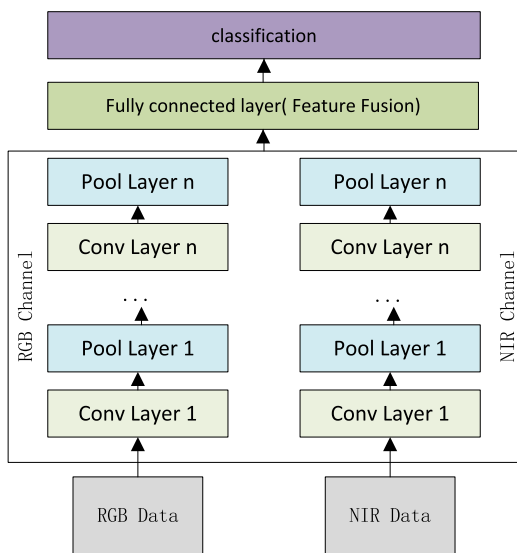 classification
Fully connected layer( Feature Fusion)
RGB Channel
Pool Layer n
Pool Layer n
NIR Channel
Conv Layer n
Conv Layer n
...
...
Pool Layer 1
Pool Layer 1
Conv Layer 1
Conv Layer 1
RGB Data
NIR Data